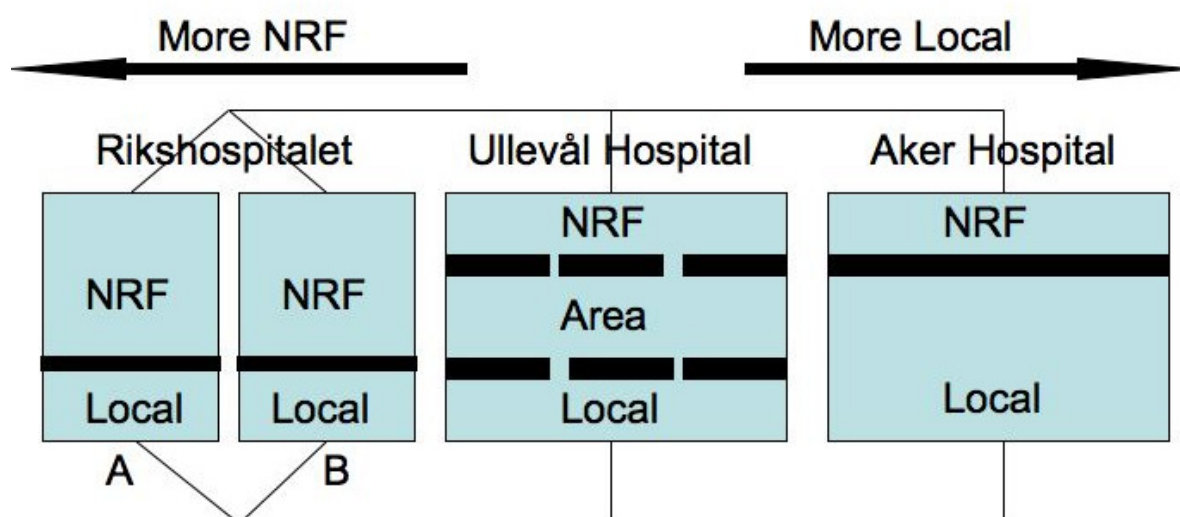 More NRF
More Local
Rikshospitalet
Ullevål Hospital
Aker Hospital
NRF
NRF
NRF
NRF
Area
Local
Local
Local
Local
A
B